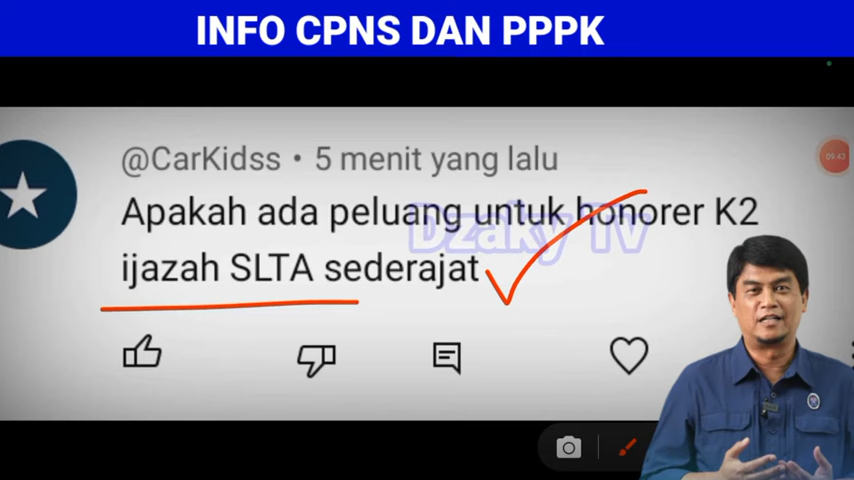 INFO CPNS DAN PPPK
@CarKidss • 5 menit yang lalu
09.43
Apakah ada peluang untuk honorer K2
Dzaky Tv
ijazah SLTA sederajat